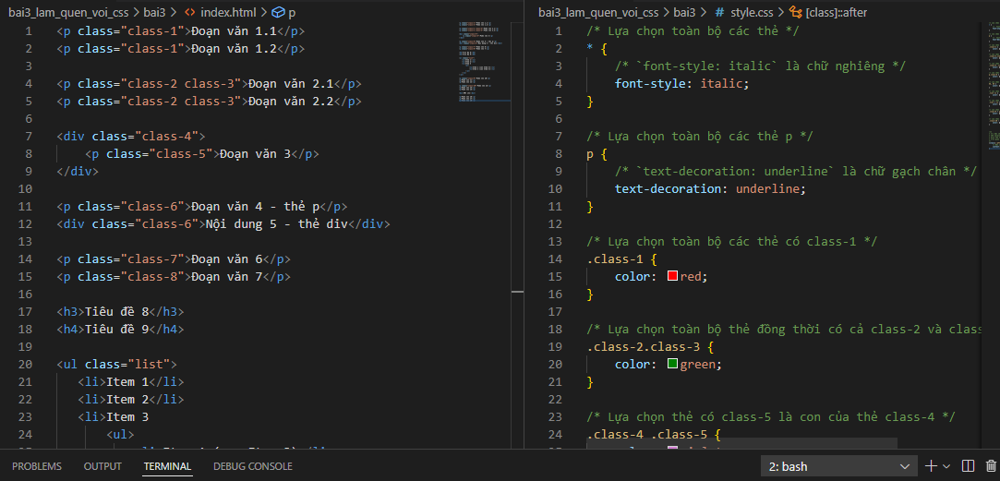 bai3_lam_quen_voi_css > bai3 > index.html > p
1 <p class="class-1">Đoạn văn 1.1</p>
2 <p class="class-1">Đoạn văn 1.2</p>
3
4 <p class="class-2 class-3">Đoạn văn 2.1</p>
5 <p class="class-2 class-3">Đoạn văn 2.2</p>
6
7 <div class="class-4">
8     <p class="class-5">Đoạn văn 3</p>
9 </div>
10
11 <p class="class-6">Đoạn văn 4 - thẻ p</p>
12 <div class="class-6">Nội dung 5 - thẻ div</div>
13
14 <p class="class-7">Đoạn văn 6</p>
15 <p class="class-8">Đoạn văn 7</p>
16
17 <h3>Tiêu đề 8</h3>
18 <h4>Tiêu đề 9</h4>
19
20 <ul class="list">
21    <li>Item 1</li>
22    <li>Item 2</li>
23    <li>Item 3
24        <ul>
bai3_lam_quen_voi_css > bai3 > # style.css > [class]::after
1 /* Lựa chọn toàn bộ các thẻ */
2 * {
3     /* `font-style: italic` là chữ nghiêng */
4     font-style: italic;
5 }
6
7 /* Lựa chọn toàn bộ các thẻ p */
8 p {
9     /* `text-decoration: underline` là chữ gạch chân */
10     text-decoration: underline;
11 }
12
13 /* Lựa chọn toàn bộ các thẻ có class-1 */
14 .class-1 {
15     color: red;
16 }
17
18 /* Lựa chọn toàn bộ thẻ đồng thời có cả class-2 và class
19 .class-2.class-3 {
20     color: green;
21 }
22
23 /* Lựa chọn thẻ có class-5 là con của thẻ class-4 */
24 .class-4 .class-5 {
PROBLEMS OUTPUT TERMINAL DEBUG CONSOLE 2: bash